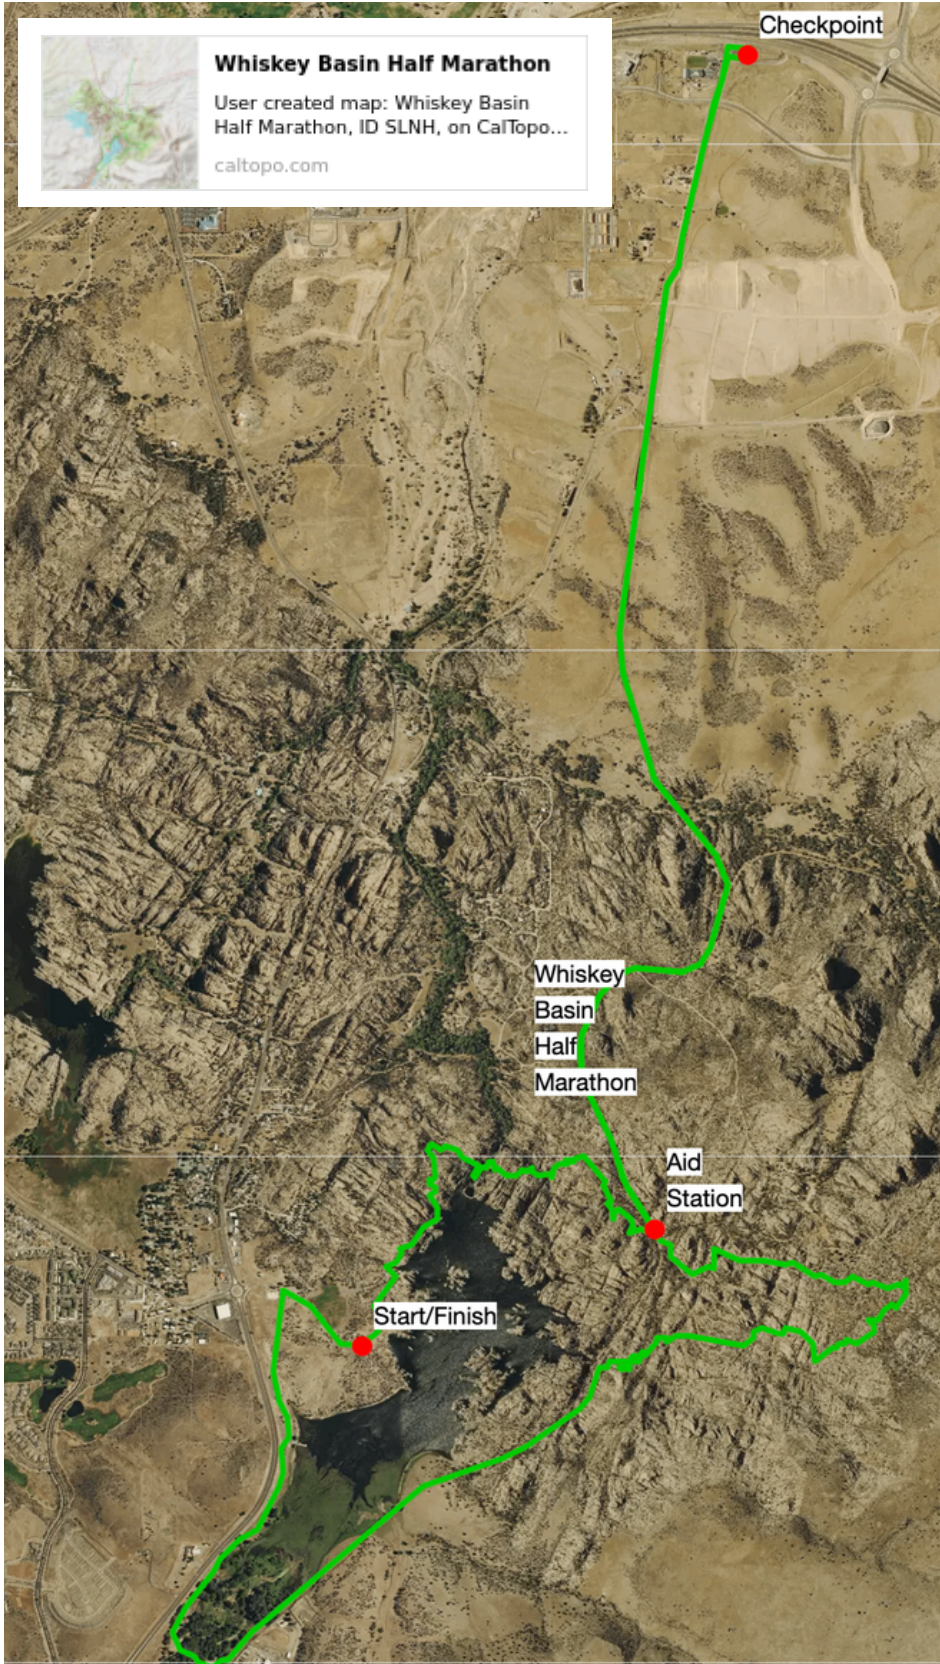 Checkpoint
Whiskey Basin Half Marathon
User created map: Whiskey Basin
Half Marathon, ID SLNH, on CalTopo...
caltopo.com
Whiskey
Basin
Half
Marathon
Aid
Station
Start/Finish